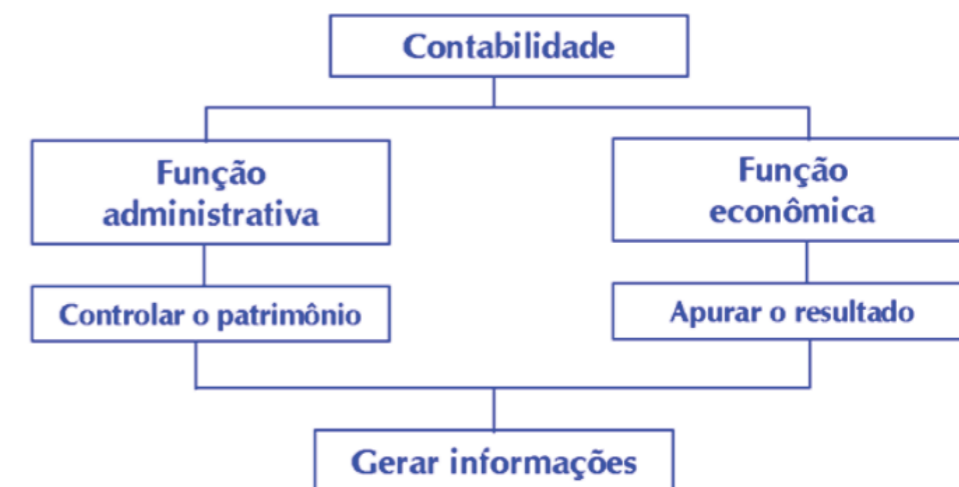 Contabilidade
Função
administrativa
Função
econômica
Controlar o patrimônio
Apurar o resultado
Gerar informações